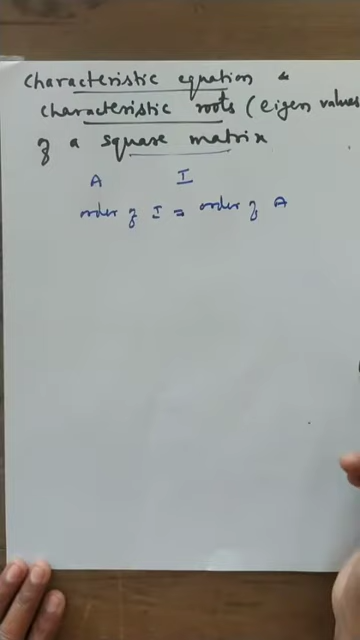 characteristic equation &
characteristic roots (eigen values
of a square matrix
A I
order of I = order of A